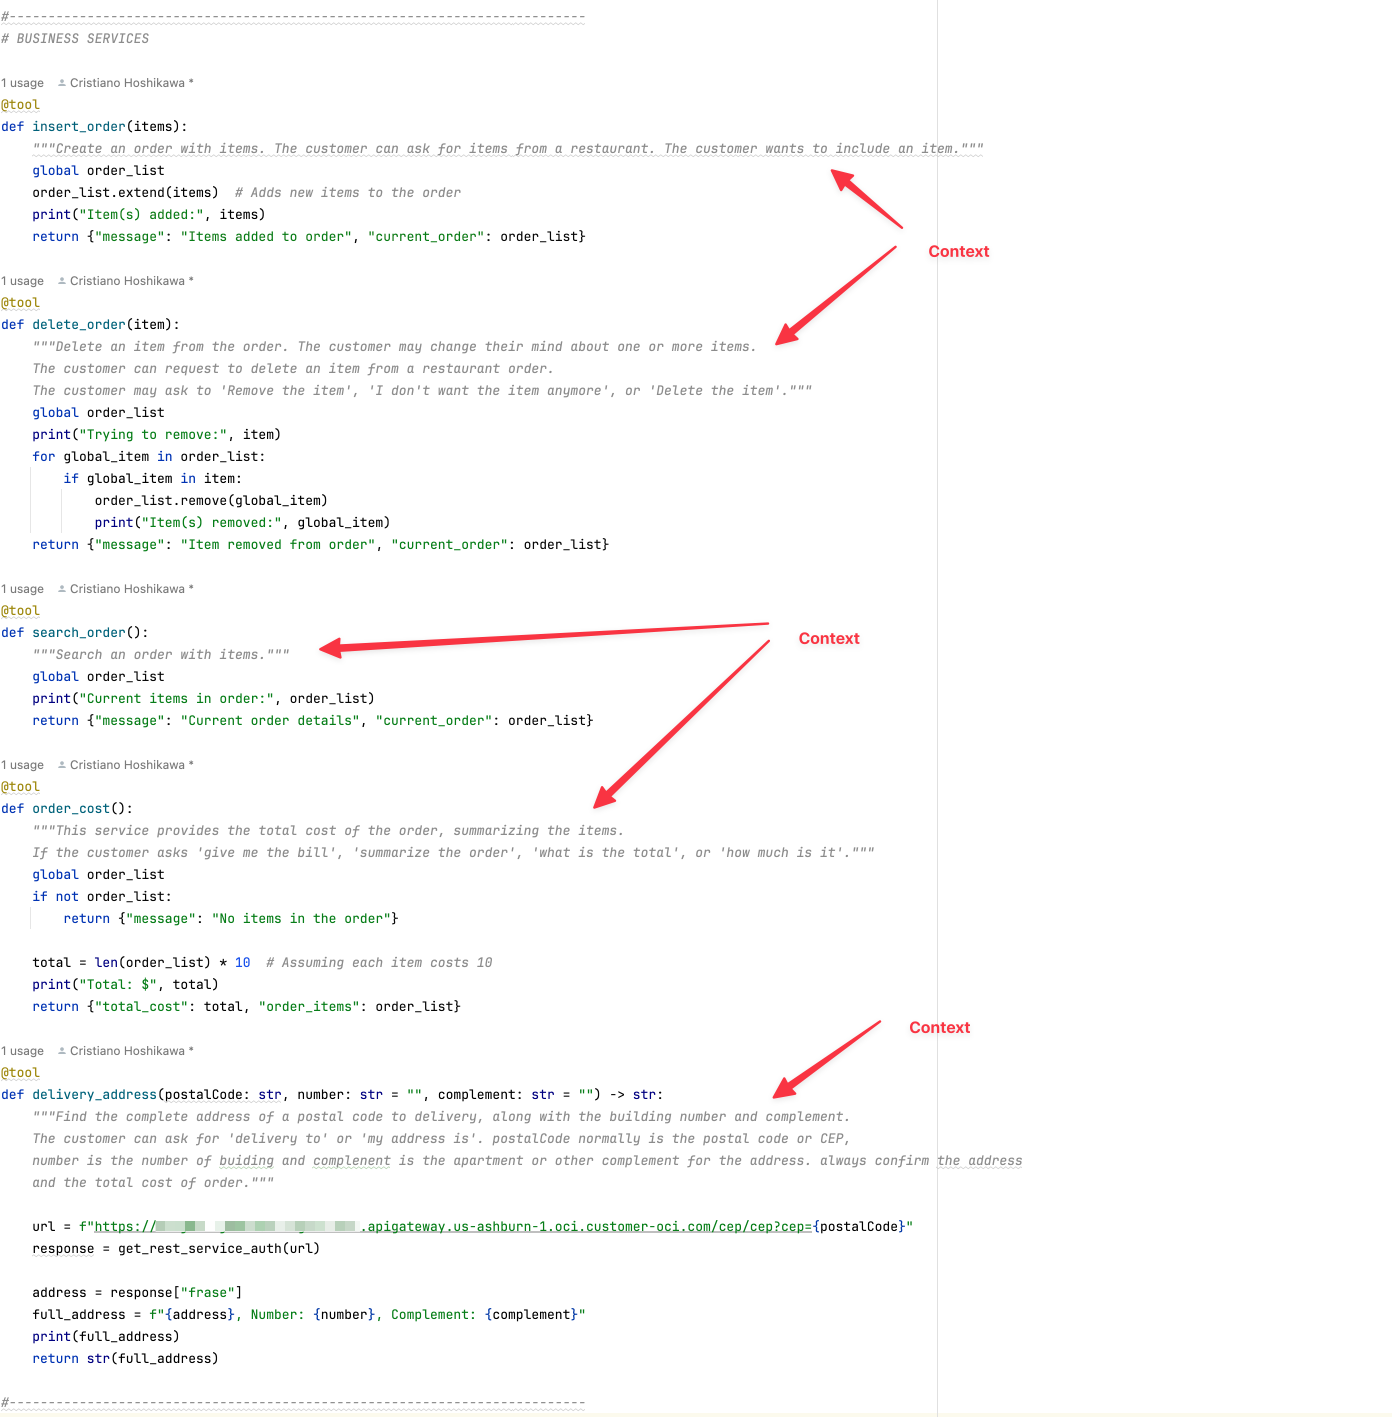 #--------------------------------------------------------------------------
# BUSINESS SERVICES
1 usage Cristiano Hoshikawa *
@tool
def insert_order(items):
    """Create an order with items. The customer can ask for items from a restaurant. The customer wants to include an item."""
    global order_list
    order_list.extend(items)  # Adds new items to the order
    print("Item(s) added:", items)
    return {"message": "Items added to order", "current_order": order_list}
Context
1 usage Cristiano Hoshikawa *
@tool
def delete_order(item):
    """Delete an item from the order. The customer may change their mind about one or more items.
    The customer can request to delete an item from a restaurant order.
    The customer may ask to 'Remove the item', 'I don't want the item anymore', or 'Delete the item'."""
    global order_list
    print("Trying to remove:", item)
    for global_item in order_list:
        if global_item in item:
            order_list.remove(global_item)
            print("Item(s) removed:", global_item)
    return {"message": "Item removed from order", "current_order": order_list}
1 usage Cristiano Hoshikawa *
@tool
def search_order():
Context
    """Search an order with items."""
    global order_list
    print("Current items in order:", order_list)
    return {"message": "Current order details", "current_order": order_list}
1 usage Cristiano Hoshikawa *
@tool
def order_cost():
    """This service provides the total cost of the order, summarizing the items.
    If the customer asks 'give me the bill', 'summarize the order', 'what is the total', or 'how much is it'."""
    global order_list
    if not order_list:
        return {"message": "No items in the order"}
    total = len(order_list) * 10  # Assuming each item costs 10
    print("Total: $", total)
    return {"total_cost": total, "order_items": order_list}
Context
1 usage Cristiano Hoshikawa *
@tool
def delivery_address(postalCode: str, number: str = "", complement: str = "") -> str:
    """Find the complete address of a postal code to delivery, along with the building number and complement.
    The customer can ask for 'delivery to' or 'my address is'. postalCode normally is the postal code or CEP,
    number is the number of buiding and complenent is the apartment or other complement for the address. always confirm the address
    and the total cost of order."""
    url = f"https://.apigateway.us-ashburn-1.oci.customer-oci.com/cep/cep?cep={postalCode}"
    response = get_rest_service_auth(url)
    address = response["frase"]
    full_address = f"{address}, Number: {number}, Complement: {complement}"
    print(full_address)
    return str(full_address)
#--------------------------------------------------------------------------